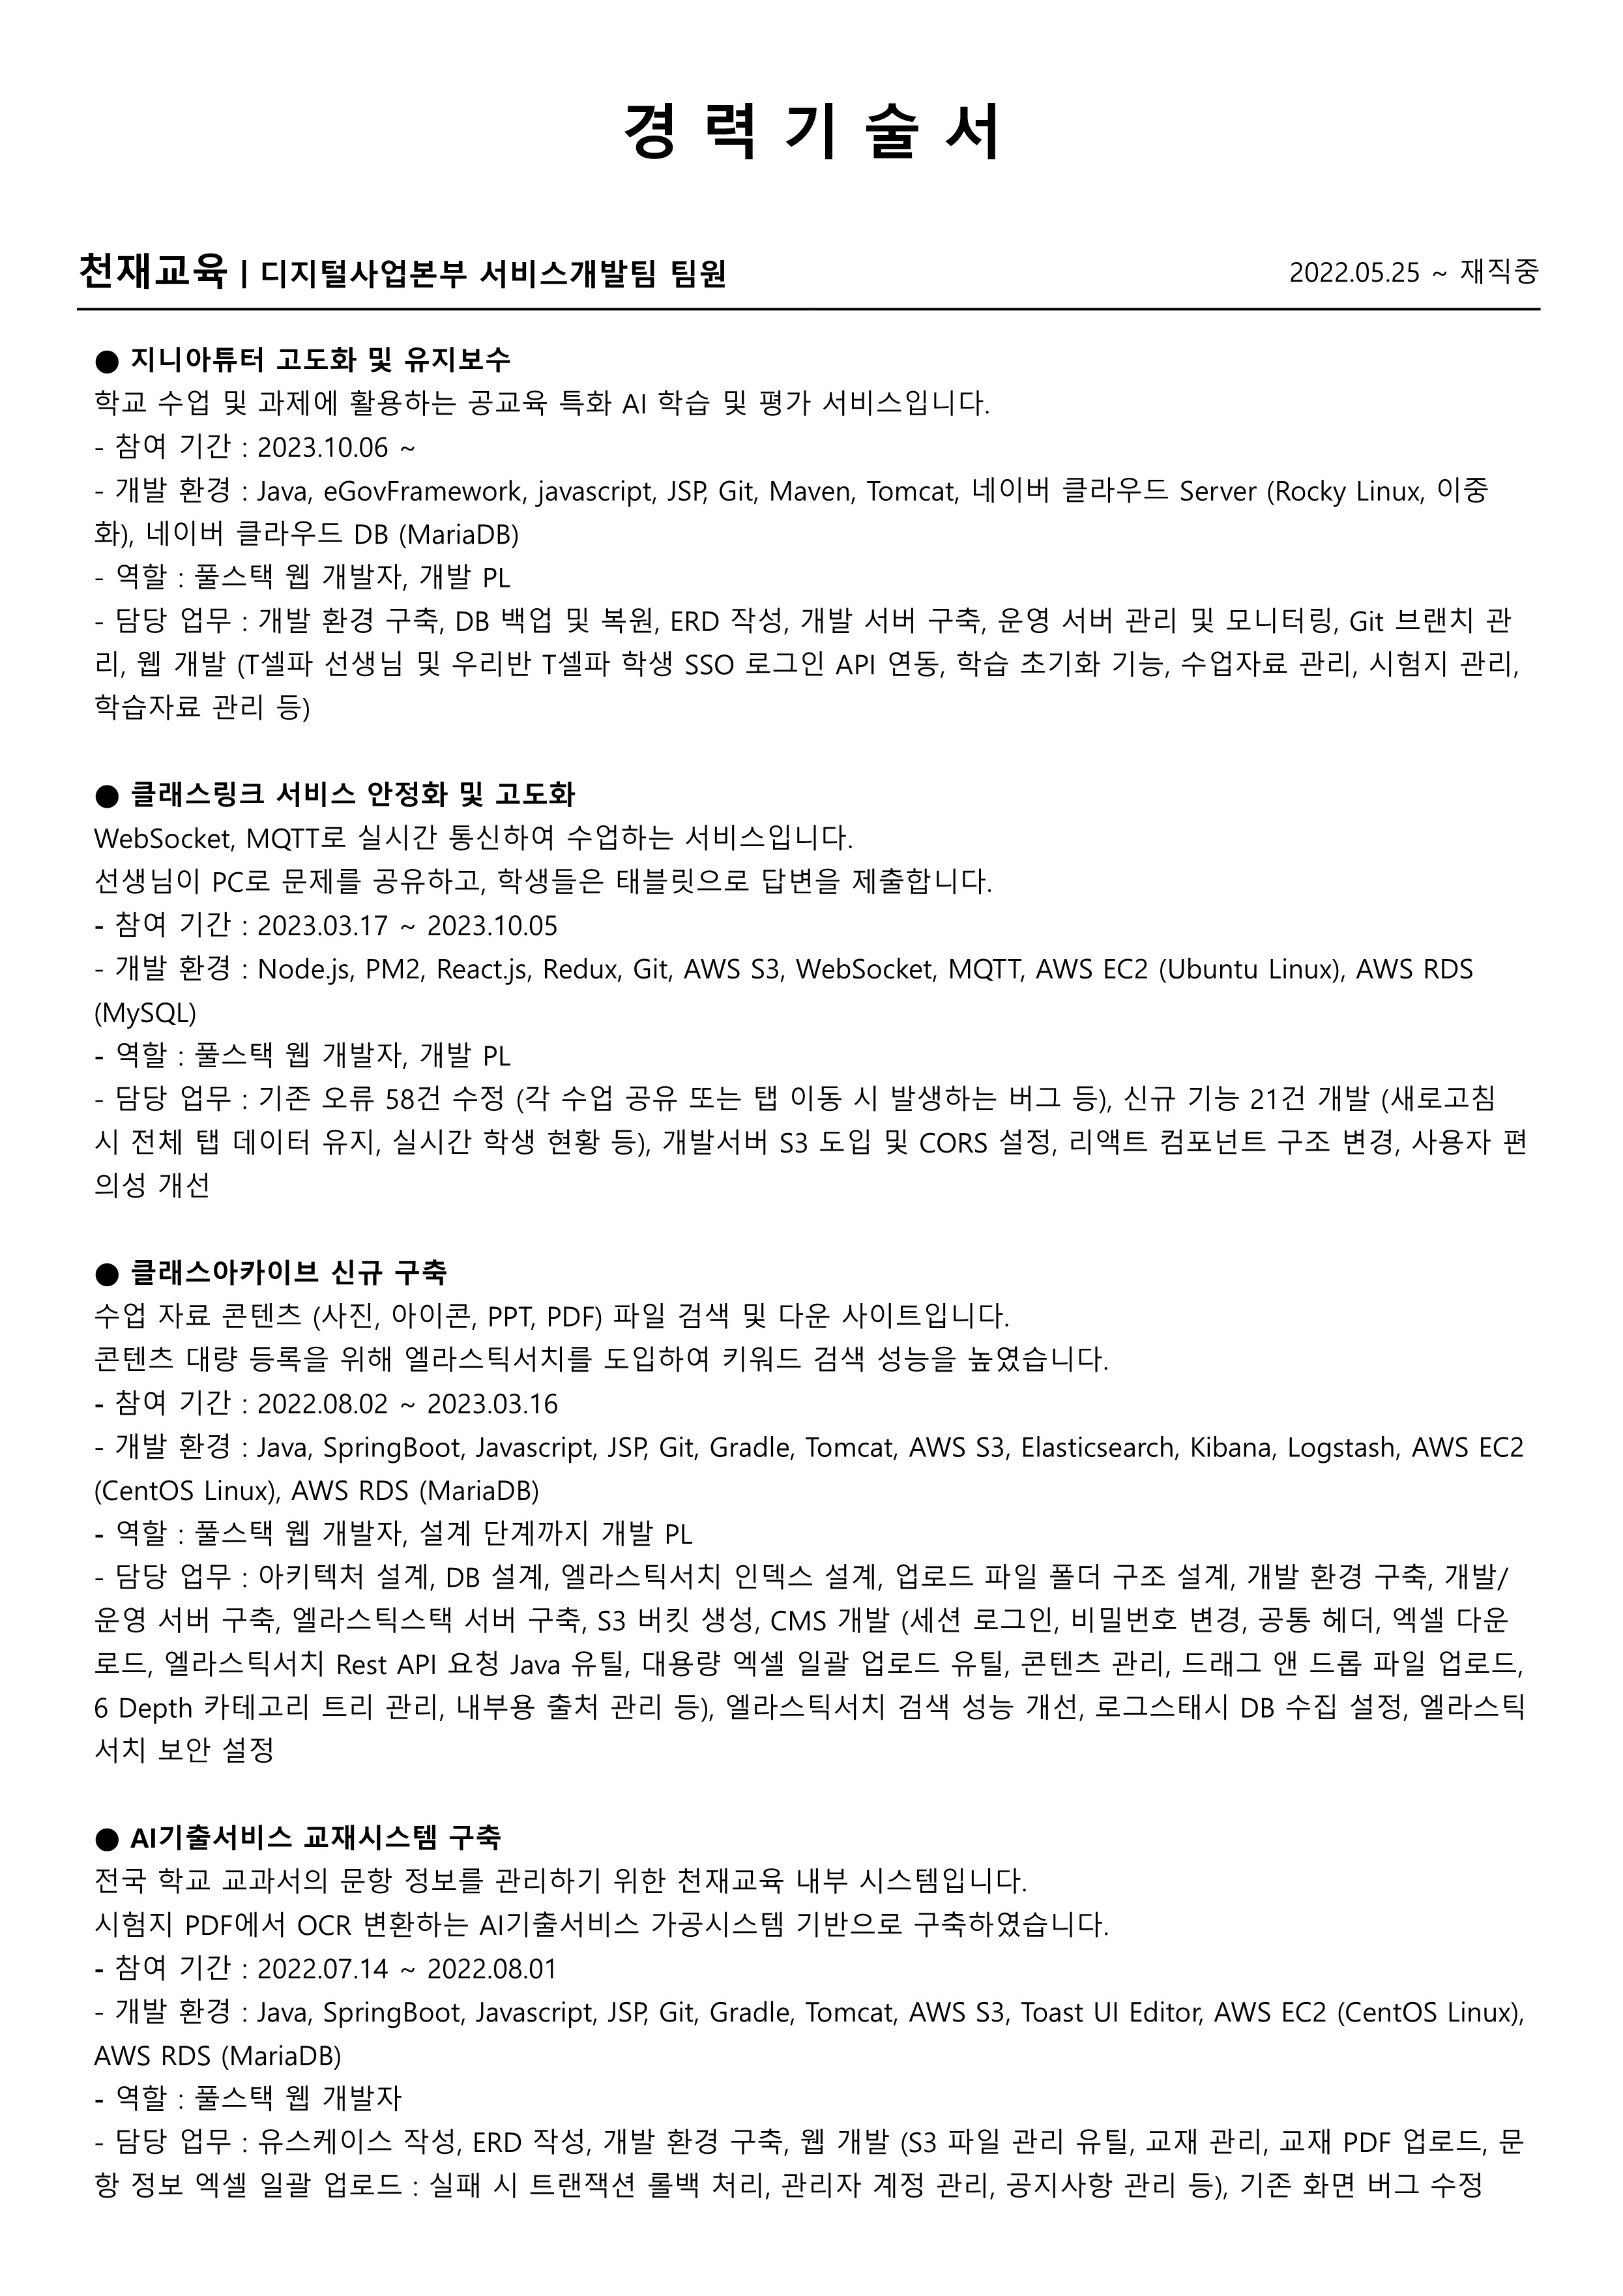 경 력 기 술 서
천재교육 | 디지털사업본부 서비스개발팀 팀원 2022.05.25 ~ 재직중
● 지니아튜터 고도화 및 유지보수
학교 수업 및 과제에 활용하는 공교육 특화 AI 학습 및 평가 서비스입니다.
- 참여 기간 : 2023.10.06 ~
- 개발 환경 : Java, eGovFramework, javascript, JSP, Git, Maven, Tomcat, 네이버 클라우드 Server (Rocky Linux, 이중
화), 네이버 클라우드 DB (MariaDB)
- 역할 : 풀스택 웹 개발자, 개발 PL
- 담당 업무 : 개발 환경 구축, DB 백업 및 복원, ERD 작성, 개발 서버 구축, 운영 서버 관리 및 모니터링, Git 브랜치 관
리, 웹 개발 (T셀파 선생님 및 우리반 T셀파 학생 SSO 로그인 API 연동, 학습 초기화 기능, 수업자료 관리, 시험지 관리,
학습자료 관리 등)
● 클래스링크 서비스 안정화 및 고도화
WebSocket, MQTT로 실시간 통신하여 수업하는 서비스입니다.
선생님이 PC로 문제를 공유하고, 학생들은 태블릿으로 답변을 제출합니다.
- 참여 기간 : 2023.03.17 ~ 2023.10.05
- 개발 환경 : Node.js, PM2, React.js, Redux, Git, AWS S3, WebSocket, MQTT, AWS EC2 (Ubuntu Linux), AWS RDS
(MySQL)
- 역할 : 풀스택 웹 개발자, 개발 PL
- 담당 업무 : 기존 오류 58건 수정 (각 수업 공유 또는 탭 이동 시 발생하는 버그 등), 신규 기능 21건 개발 (새로고침
시 전체 탭 데이터 유지, 실시간 학생 현황 등), 개발서버 S3 도입 및 CORS 설정, 리액트 컴포넌트 구조 변경, 사용자 편
의성 개선
● 클래스아카이브 신규 구축
수업 자료 콘텐츠 (사진, 아이콘, PPT, PDF) 파일 검색 및 다운 사이트입니다.
콘텐츠 대량 등록을 위해 엘라스틱서치를 도입하여 키워드 검색 성능을 높였습니다.
- 참여 기간 : 2022.08.02 ~ 2023.03.16
- 개발 환경 : Java, SpringBoot, Javascript, JSP, Git, Gradle, Tomcat, AWS S3, Elasticsearch, Kibana, Logstash, AWS EC2
(CentOS Linux), AWS RDS (MariaDB)
- 역할 : 풀스택 웹 개발자, 설계 단계까지 개발 PL
- 담당 업무 : 아키텍처 설계, DB 설계, 엘라스틱서치 인덱스 설계, 업로드 파일 폴더 구조 설계, 개발 환경 구축, 개발/
운영 서버 구축, 엘라스틱스택 서버 구축, S3 버킷 생성, CMS 개발 (세션 로그인, 비밀번호 변경, 공통 헤더, 엑셀 다운
로드, 엘라스틱서치 Rest API 요청 Java 유틸, 대용량 엑셀 일괄 업로드 유틸, 콘텐츠 관리, 드래그 앤 드롭 파일 업로드,
6 Depth 카테고리 트리 관리, 내부용 출처 관리 등), 엘라스틱서치 검색 성능 개선, 로그스태시 DB 수집 설정, 엘라스틱
서치 보안 설정
● AI기출서비스 교재시스템 구축
전국 학교 교과서의 문항 정보를 관리하기 위한 천재교육 내부 시스템입니다.
시험지 PDF에서 OCR 변환하는 AI기출서비스 가공시스템 기반으로 구축하였습니다.
- 참여 기간 : 2022.07.14 ~ 2022.08.01
- 개발 환경 : Java, SpringBoot, Javascript, JSP, Git, Gradle, Tomcat, AWS S3, Toast UI Editor, AWS EC2 (CentOS Linux),
AWS RDS (MariaDB)
- 역할 : 풀스택 웹 개발자
- 담당 업무 : 유스케이스 작성, ERD 작성, 개발 환경 구축, 웹 개발 (S3 파일 관리 유틸, 교재 관리, 교재 PDF 업로드, 문
항 정보 엑셀 일괄 업로드 : 실패 시 트랜잭션 롤백 처리, 관리자 계정 관리, 공지사항 관리 등), 기존 화면 버그 수정